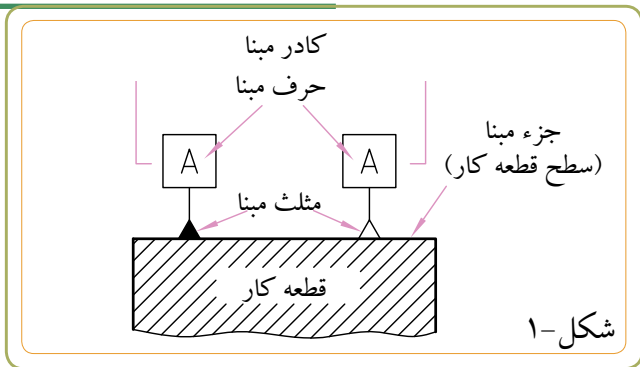 کادر مبنا
حرف مبنا
جزء مبنا
(سطح قطعه کار)
A
A
مثلث مبنا
قطعه کار
شکل-۱